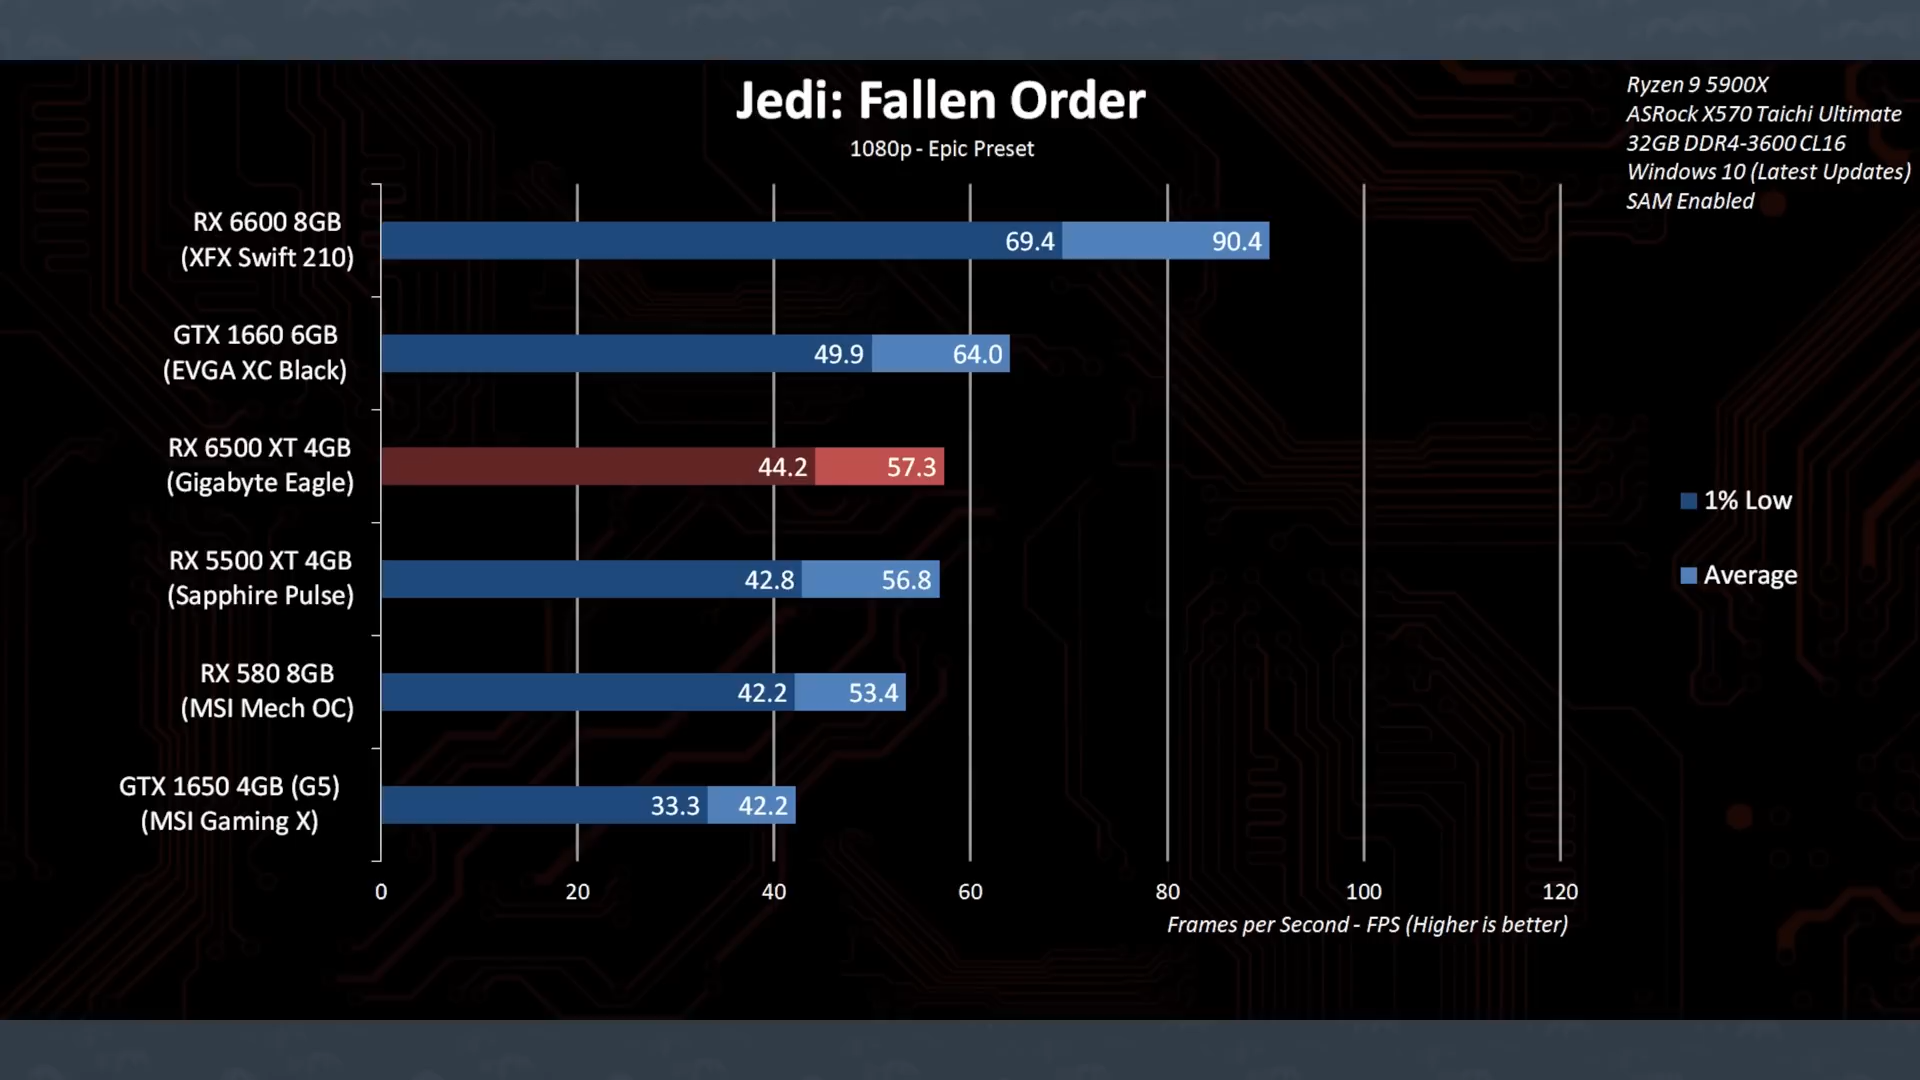 Jedi: Fallen Order
1080p - Epic Preset
Ryzen 9 5900X
ASRock X570 Taichi Ultimate
32GB DDR4-3600 CL16
Windows 10 (Latest Updates)
SAM Enabled
RX 6600 8GB
(XFX Swift 210)
69.4 90.4
GTX 1660 6GB
(EVGA XC Black)
49.9 64.0
RX 6500 XT 4GB
(Gigabyte Eagle)
44.2 57.3
RX 5500 XT 4GB
(Sapphire Pulse)
42.8 56.8
RX 580 8GB
(MSI Mech OC)
42.2 53.4
GTX 1650 4GB (G5)
(MSI Gaming X)
33.3 42.2
1% Low
Average
0 20 40 60 80 100 120
Frames per Second - FPS (Higher is better)